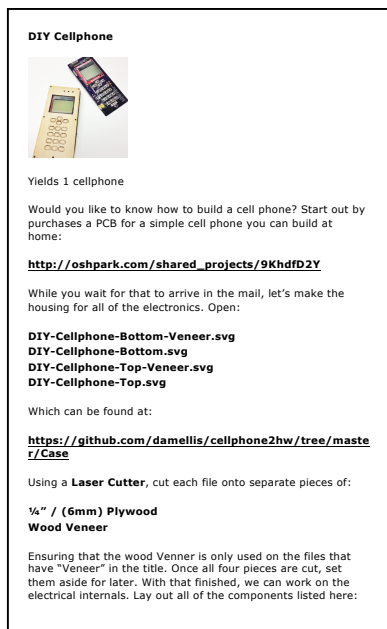 DIY Cellphone
Yields 1 cellphone
Would you like to know how to build a cell phone? Start out by
purchases a PCB for a simple cell phone you can build at
home:
http://oshpark.com/shared_projects/9KhdfD2Y
While you wait for that to arrive in the mail, let’s make the
housing for all of the electronics. Open:
DIY-Cellphone-Bottom-Veneer.svg
DIY-Cellphone-Bottom.svg
DIY-Cellphone-Top-Veneer.svg
DIY-Cellphone-Top.svg
Which can be found at:
https://github.com/damellis/cellphone2hw/tree/maste
r/Case
Using a Laser Cutter, cut each file onto separate pieces of:
¼” / (6mm) Plywood
Wood Veneer
Ensuring that the wood Venner is only used on the files that
have “Veneer” in the title. Once all four pieces are cut, set
them aside for later. With that finished, we can work on the
electrical internals. Lay out all of the components listed here: